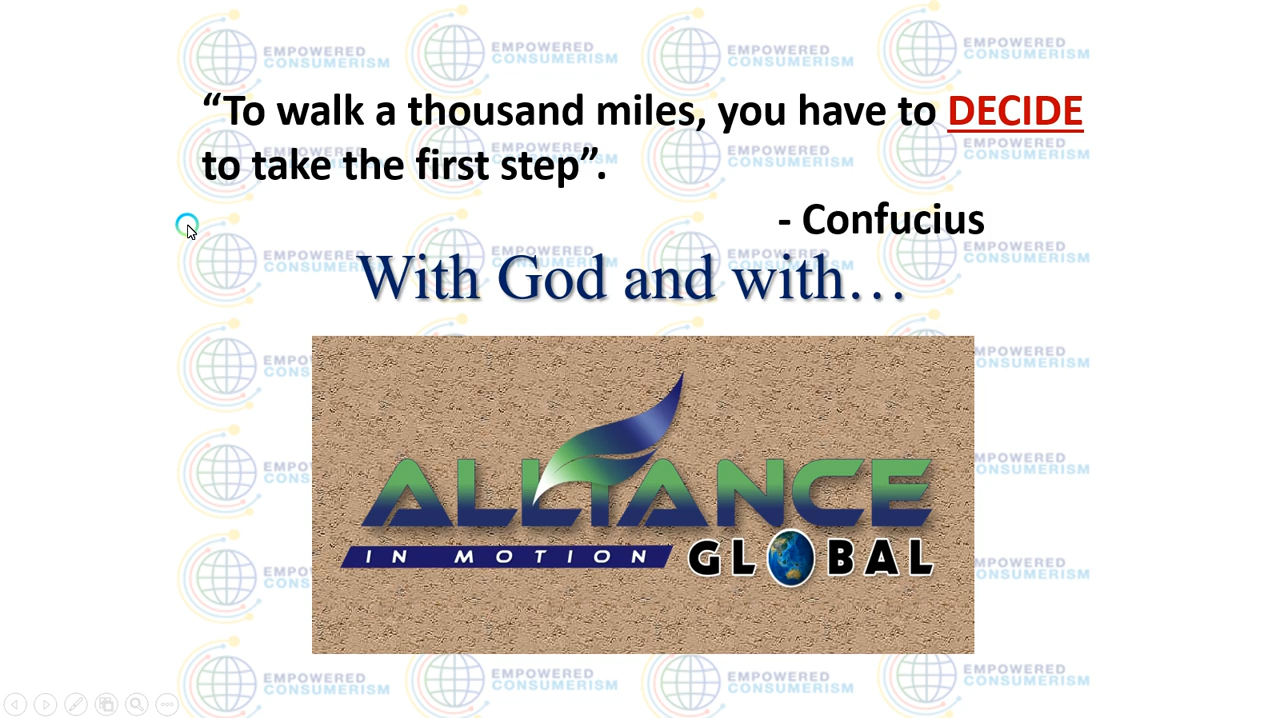 EMPOWERED CONSUMERISM
“To walk a thousand miles, you have to DECIDE
to take the first step”.
- Confucius
With God and with…
ALLIANCE
IN MOTION GLOBAL